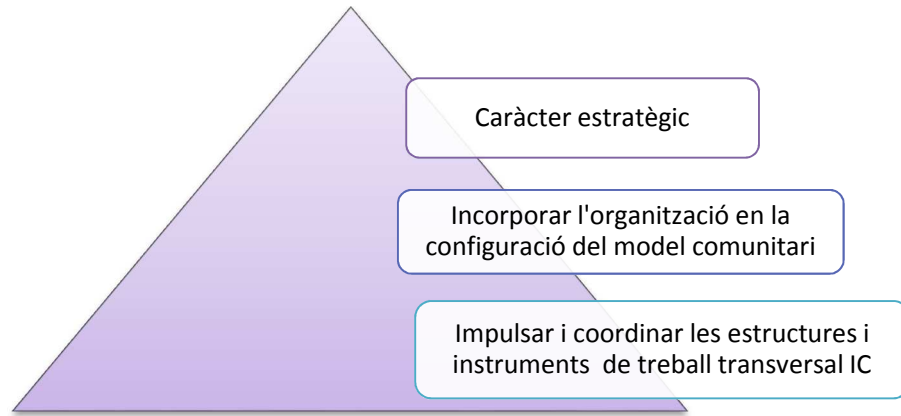 Caràcter estratègic
Incorporar l'organització en la
configuració del model comunitari
Impulsar i coordinar les estructures i
instruments de treball transversal IC